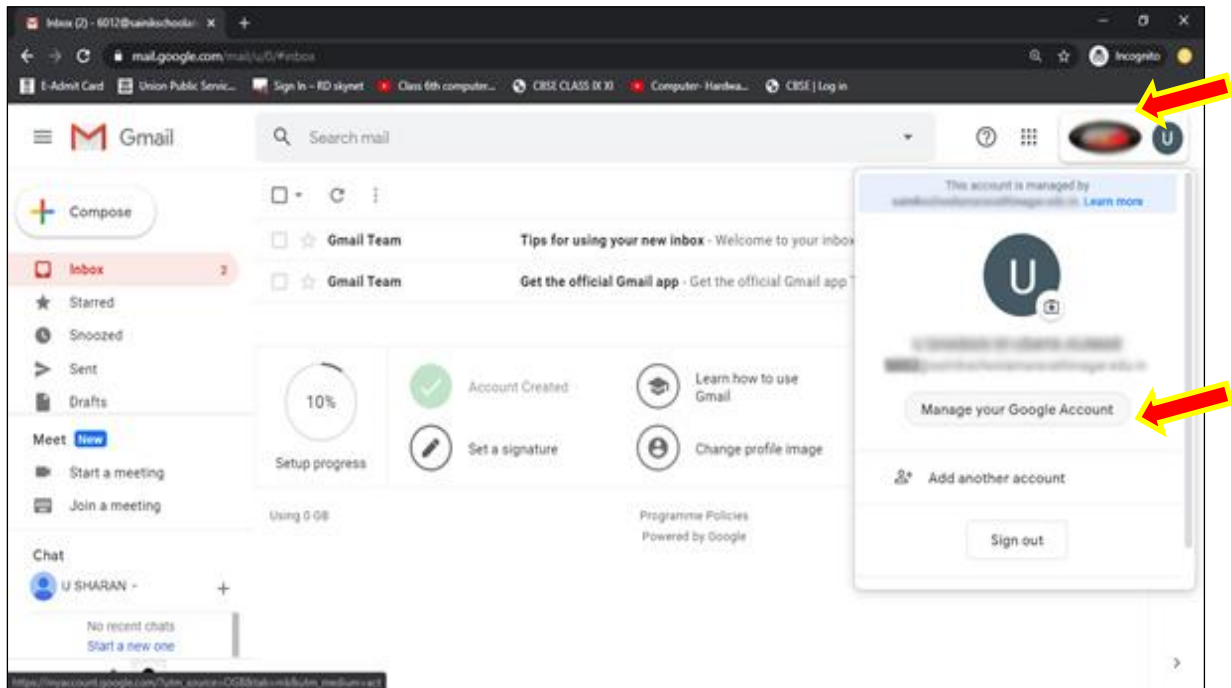 Inbox (2) - 6012@sainikschoolar
mail.google.com/mail/u/0/#inbox
Incognito
E-Admit Card
Union Public Servic...
Sign In – RD skynet
Class 6th computer...
CBSE CLASS IX XI
Computer- Hardwa...
CBSE | Log in
Gmail
Search mail
U
Compose
Inbox 2
Starred
Snoozed
Sent
Drafts
Meet New
Start a meeting
Join a meeting
Chat
U SHARAN
No recent chats
Start a new one
Gmail Team Tips for using your new inbox - Welcome to your inbox
Gmail Team Get the official Gmail app - Get the official Gmail app
10%
Setup progress
Account Created
Learn how to use
Gmail
Set a signature
Change profile image
Using 0 GB
Programme Policies
Powered by Google
This account is managed by
Learn more
U
Manage your Google Account
Add another account
Sign out